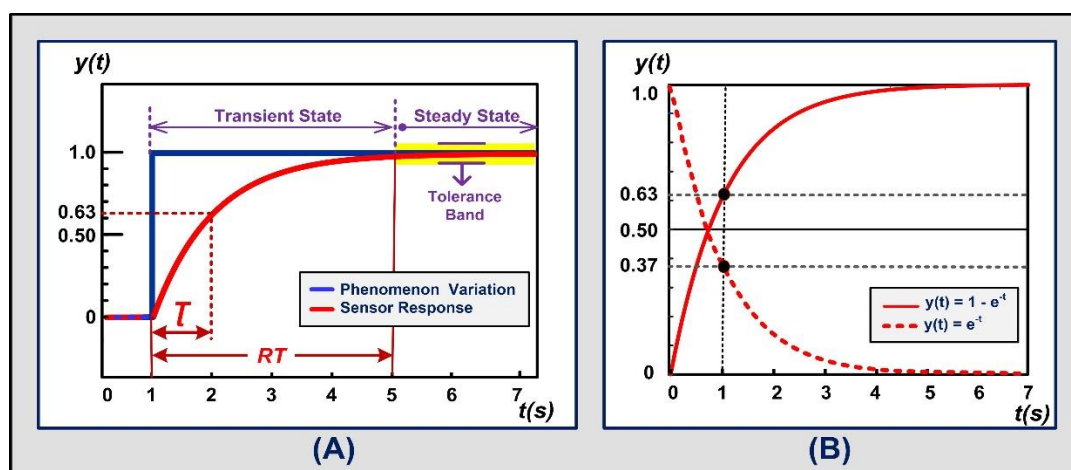 y(t)
Transient State
Steady State
1.0
Tolerance
Band
0.63
0.50
Phenomenon Variation
Sensor Response
0
τ
RT
0 1 2 3 4 5 6 7
t(s)
(A)
y(t)
1.0
0.63
0.50
0.37
y(t) = 1 - e^-t
y(t) = e^-t
0
0 1 2 3 4 5 6 7
t(s)
(B)